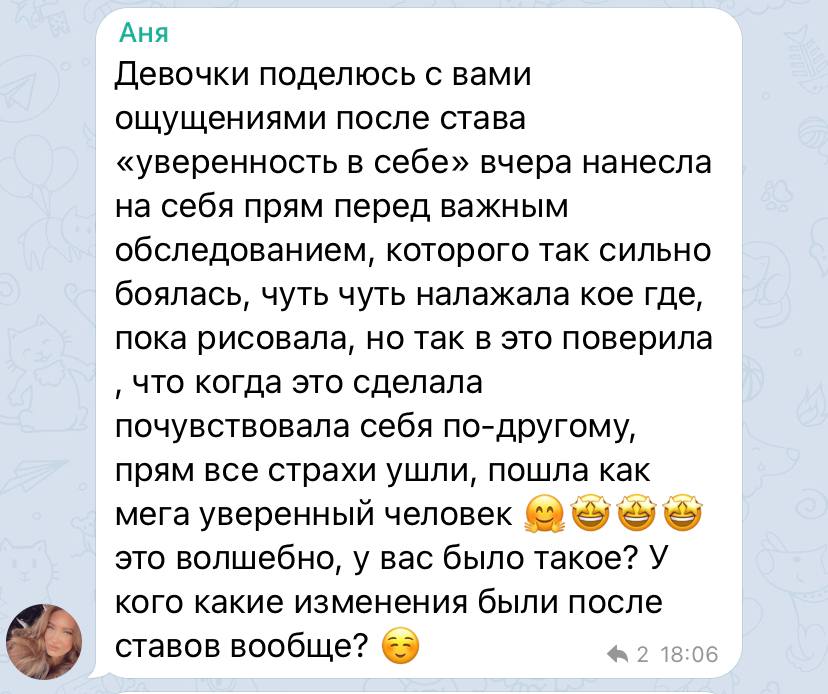 Аня
Девочки поделюсь с вами
ощущениями после става
«уверенность в себе» вчера нанесла
на себя прям перед важным
обследованием, которого так сильно
боялась, чуть чуть налажала кое где,
пока рисовала, но так в это поверила
, что когда это сделала
почувствовала себя по-другому,
прям все страхи ушли, пошла как
мега уверенный человек 🤗🤩🤩🤩
это волшебно, у вас было такое? У
кого какие изменения были после
ставов вообще? ☺️
2 18:06